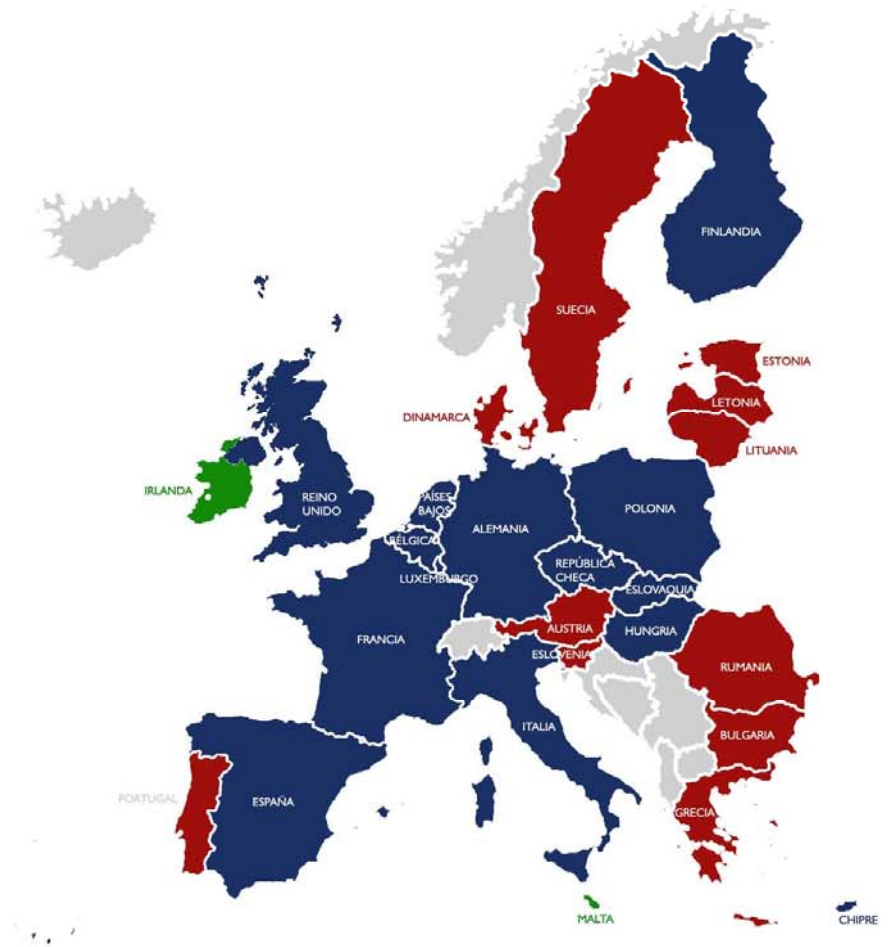 FINLANDIA
SUECIA
ESTONIA
LETONIA
DINAMARCA
LITUANIA
IRLANDA
REINO
UNIDO
PAÍSES
BAJOS
ALEMANIA
POLONIA
BÉLGICA
LUXEMBURGO
REPÚBLICA
CHECA
ESLOVAQUIA
FRANCIA
AUSTRIA
HUNGRIA
ESLOVENIA
RUMANIA
ITALIA
BULGARIA
PORTUGAL
ESPAÑA
GRECIA
MALTA
CHIPRE